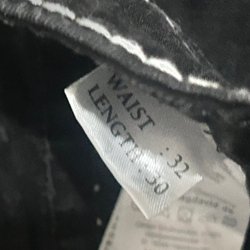 WAIST : 32
LENGTH : 30